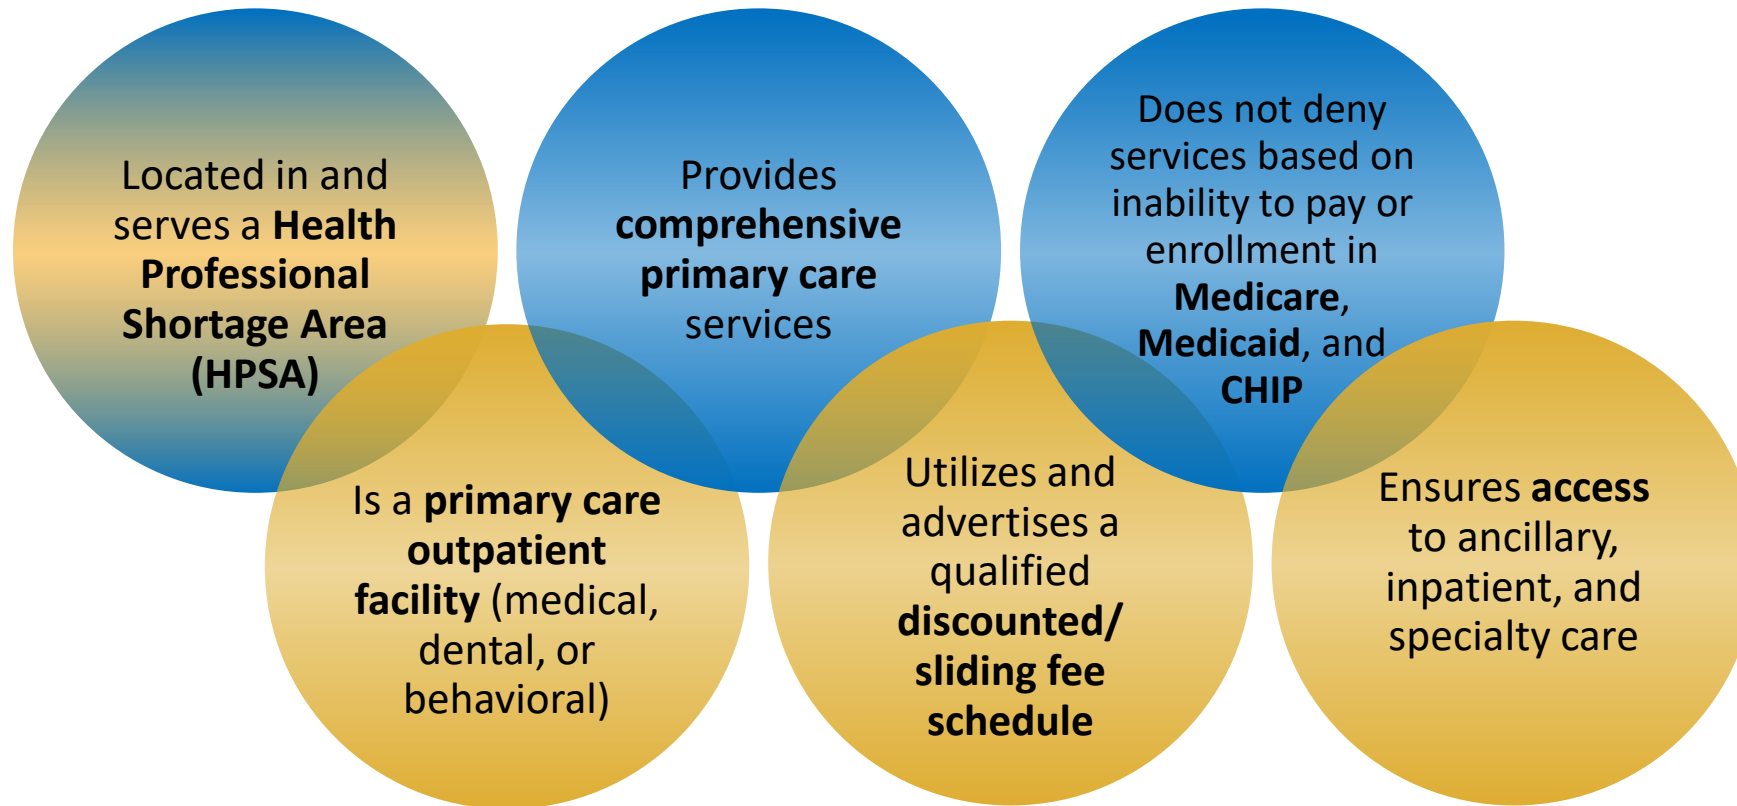 Located in and
serves a Health
Professional
Shortage Area
(HPSA)
Is a primary care
outpatient
facility (medical,
dental, or
behavioral)
Provides
comprehensive
primary care
services
Utilizes and
advertises a
qualified
discounted/
sliding fee
schedule
Does not deny
services based on
inability to pay or
enrollment in
Medicare,
Medicaid, and
CHIP
Ensures access
to ancillary,
inpatient, and
specialty care